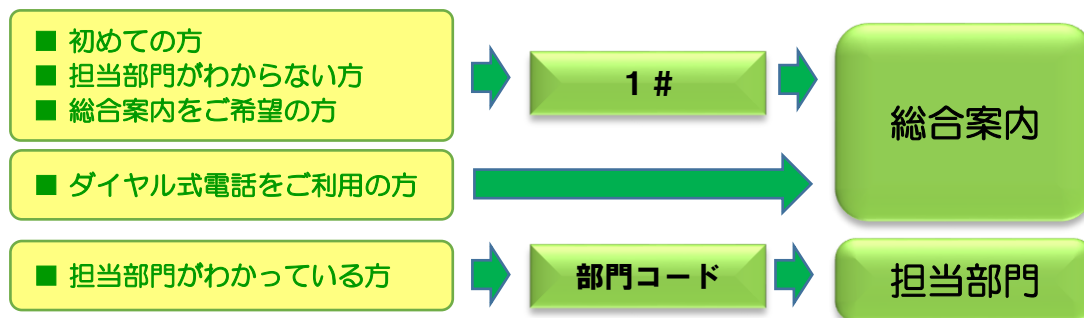 ■ 初めての方
■ 担当部門がわからない方
■ 総合案内をご希望の方
1 #
総合案内
■ ダイヤル式電話をご利用の方
■ 担当部門がわかっている方
部門コード
担当部門